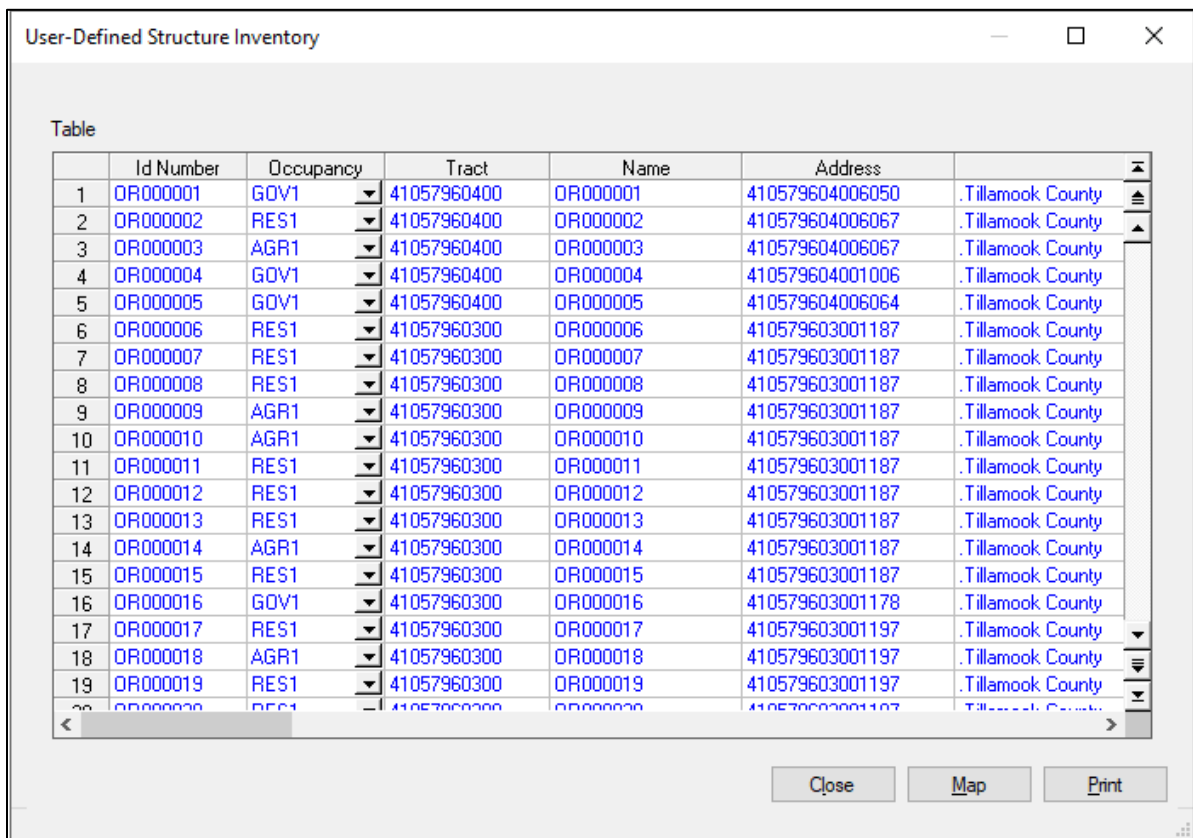 User-Defined Structure Inventory
Table
Id Number Occupancy Tract Name Address
1 OR000001 GOV1 41057960400 OR000001 410579604006050 .Tillamook County
2 OR000002 RES1 41057960400 OR000002 410579604006067 .Tillamook County
3 OR000003 AGR1 41057960400 OR000003 410579604006067 .Tillamook County
4 OR000004 GOV1 41057960400 OR000004 410579604001006 .Tillamook County
5 OR000005 GOV1 41057960400 OR000005 410579604006064 .Tillamook County
6 OR000006 RES1 41057960300 OR000006 410579603001187 .Tillamook County
7 OR000007 RES1 41057960300 OR000007 410579603001187 .Tillamook County
8 OR000008 RES1 41057960300 OR000008 410579603001187 .Tillamook County
9 OR000009 AGR1 41057960300 OR000009 410579603001187 .Tillamook County
10 OR000010 AGR1 41057960300 OR000010 410579603001187 .Tillamook County
11 OR000011 RES1 41057960300 OR000011 410579603001187 .Tillamook County
12 OR000012 RES1 41057960300 OR000012 410579603001187 .Tillamook County
13 OR000013 RES1 41057960300 OR000013 410579603001187 .Tillamook County
14 OR000014 AGR1 41057960300 OR000014 410579603001187 .Tillamook County
15 OR000015 RES1 41057960300 OR000015 410579603001187 .Tillamook County
16 OR000016 GOV1 41057960300 OR000016 410579603001178 .Tillamook County
17 OR000017 RES1 41057960300 OR000017 410579603001197 .Tillamook County
18 OR000018 AGR1 41057960300 OR000018 410579603001197 .Tillamook County
19 OR000019 RES1 41057960300 OR000019 410579603001197 .Tillamook County
Close Map Print